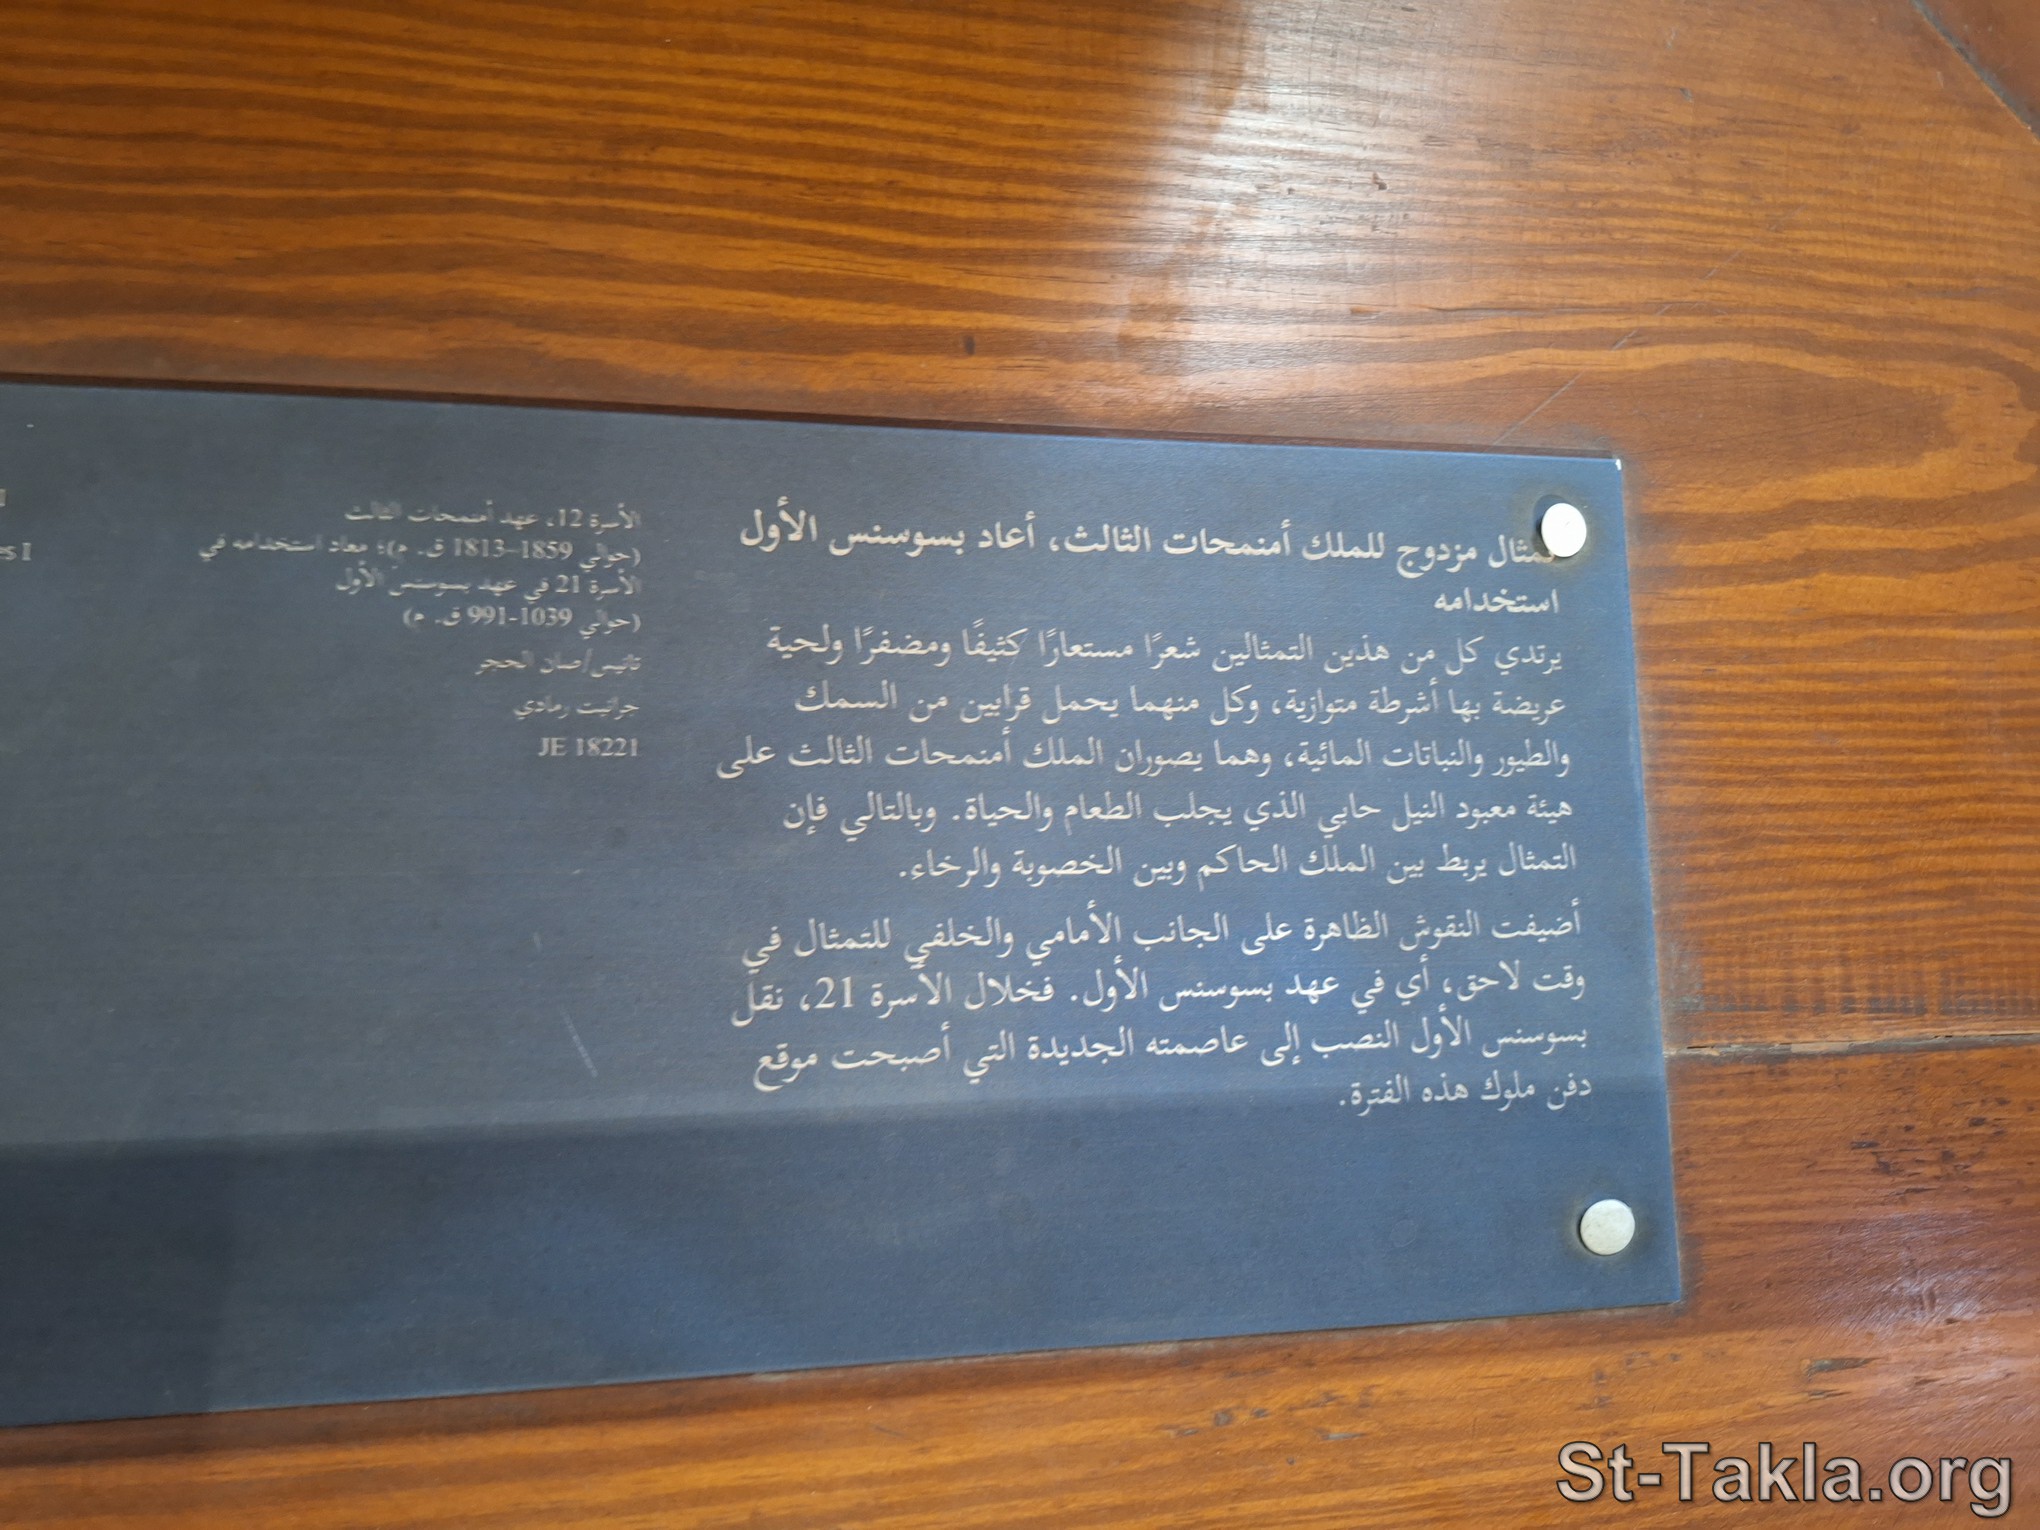 تمثال مزدوج للملك أمنمحات الثالث، أعاد بسوسنس الأول
استخدامه
يرتدي كل من هذين التمثالين شعرًا مستعارًا كثيفًا ومضفرًا ولحية
عريضة بها أشرطة متوازية، وكل منهما يحمل قرابين من السمك
والطيور والنباتات المائية، وهما يصوران الملك أمنمحات الثالث على
هيئة معبود النيل حابي الذي يجلب الطعام والحياة. وبالتالي فإن
التمثال يربط بين الملك الحاكم وبين الخصوبة والرخاء.
أضيفت النقوش الظاهرة على الجانب الأمامي والخلفي للتمثال في
وقت لاحق، أي في عهد بسوسنس الأول. فخلال الأسرة 21، نقل
بسوسنس الأول النصب إلى عاصمته الجديدة التي أصبحت موقع
دفن ملوك هذه الفترة.
الأسرة 12، عهد أمنمحات الثالث
(حوالي 1859-1813 ق. م)؛ معاد استخدامه في
الأسرة 21 في عهد بسوسنس الأول
(حوالي 1039-991 ق. م)
تانيس/صان الحجر
جرانيت رمادي
JE 18221
es I
St-Takla.org